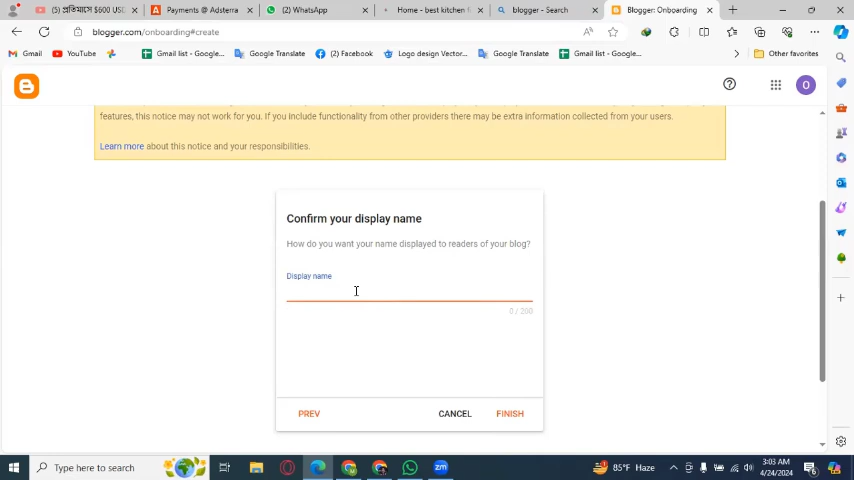 (5) প্রতিমাসে $600 USD
Payments @ Adsterra
(2) WhatsApp
Home - best kitchen f
blogger - Search
Blogger: Onboarding
blogger.com/onboarding#create
Gmail
YouTube
Gmail list - Google...
Google Translate
(2) Facebook
Logo design Vector...
Google Translate
Gmail list - Google...
Other favorites
O
features, this notice may not work for you. If you include functionality from other providers there may be extra information collected from your users.
Learn more about this notice and your responsibilities.
Confirm your display name
How do you want your name displayed to readers of your blog?
Display name
0 / 200
PREV
CANCEL
FINISH
Type here to search
85°F Haze
3:03 AM
4/24/2024
6